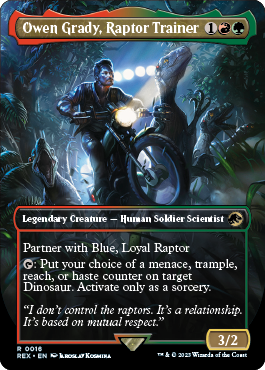 Owen Grady, Raptor Trainer 1
Legendary Creature — Human Soldier Scientist
Partner with Blue, Loyal Raptor
: Put your choice of a menace, trample,
reach, or haste counter on target
Dinosaur. Activate only as a sorcery.
“I don’t control the raptors. It’s a relationship.
It’s based on mutual respect.”
3/2
R 0016
REX • EN Jaroslav Kosmina
™ & © 2023 Wizards of the Coast